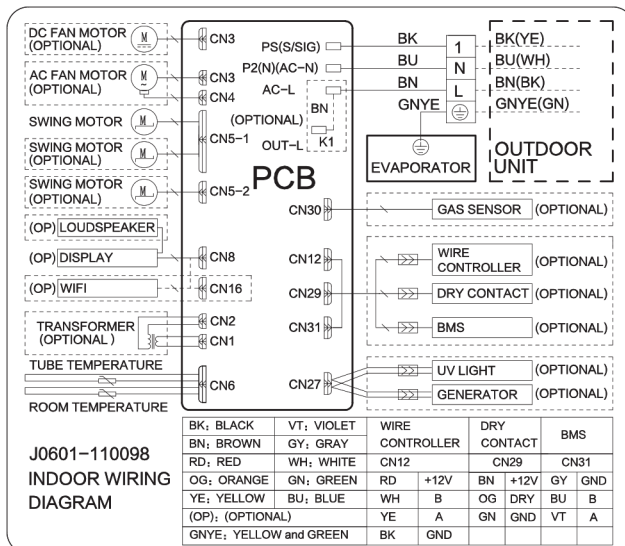 DC FAN MOTOR
(OPTIONAL)
M
CN3
AC FAN MOTOR
(OPTIONAL)
M
CN3
CN4
SWING MOTOR
M
SWING MOTOR
(OPTIONAL)
M
CN5-1
SWING MOTOR
(OPTIONAL)
M
CN5-2
(OP) LOUDSPEAKER
(OP) DISPLAY
CN8
(OP) WIFI
CN16
TRANSFORMER
(OPTIONAL )
CN2
CN1
TUBE TEMPERATURE
CN6
ROOM TEMPERATURE
PCB
PS(S/SIG)
P2(N)(AC-N)
AC-L
BN
(OPTIONAL)
OUT-L
K1
BK
BU
BN
GNYE
1
N
L
BK(YE)
BU(WH)
BN(BK)
GNYE(GN)
EVAPORATOR
OUTDOOR
UNIT
CN30
GAS SENSOR (OPTIONAL)
CN12
WIRE
CONTROLLER (OPTIONAL)
CN29
DRY CONTACT (OPTIONAL)
CN31
BMS (OPTIONAL)
CN27
UV LIGHT (OPTIONAL)
GENERATOR (OPTIONAL)
J0601-110098
INDOOR WIRING
DIAGRAM
BK: BLACK VT: VIOLET WIRE CONTROLLER DRY CONTACT BMS
BN: BROWN GY: GRAY
RD: RED WH: WHITE CN12 CN29 CN31
OG: ORANGE GN: GREEN RD +12V BN +12V GY GND
YE: YELLOW BU: BLUE WH B OG DRY BU B
(OP): (OPTIONAL) YE A GN GND VT A
GNYE: YELLOW and GREEN BK GND